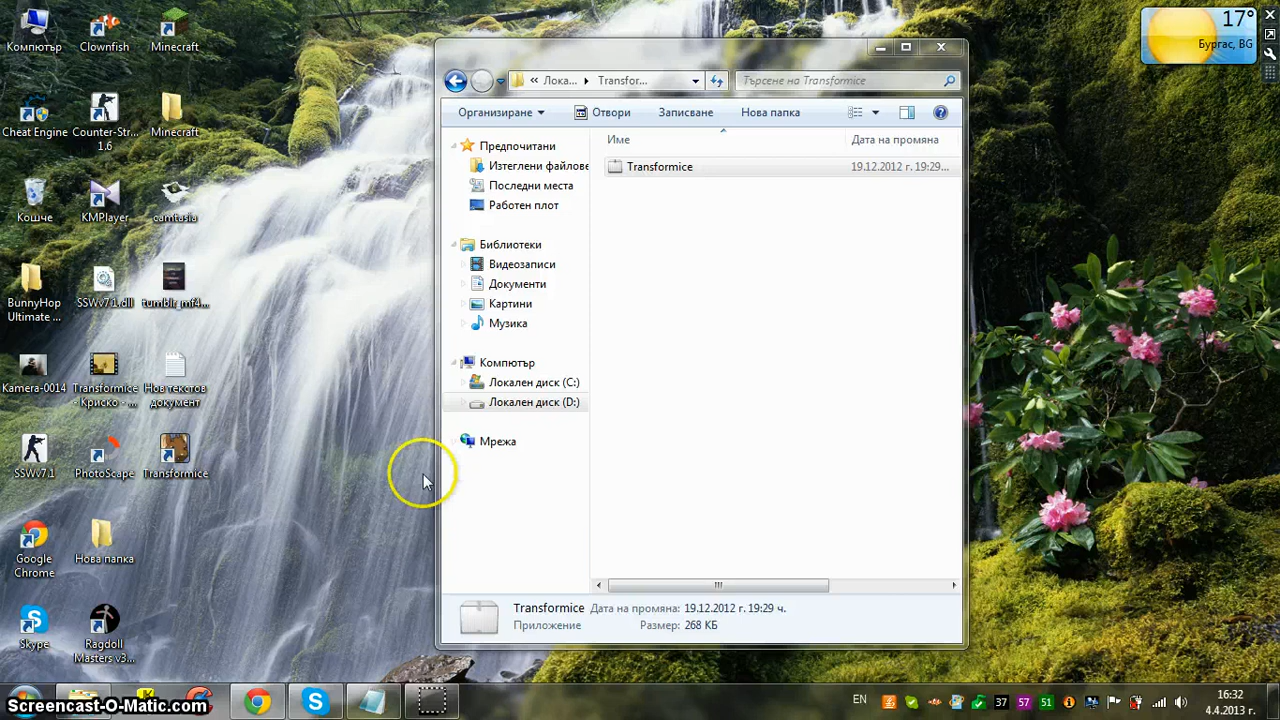 Компютър
Clownfish
Minecraft
Cheat Engine
Counter-Str...
1.6
Minecraft
Кошче
KMPlayer
camtasia
BunnyHop
Ultimate ...
SSWv7.1.dll
tumblr_mf4...
Kamera-0014
Transformice
- Криско - ...
Нов текстов
документ
SSWv7.1
PhotoScape
Transformice
Google
Chrome
Нова папка
Skype
Ragdoll
Masters v3...
« Лока... ▸ Transfor...
Търсене на Transformice
Организиране
Отвори
Записване
Нова папка
Име
Дата на промяна
Предпочитани
Изтеглени файлове
Последни места
Работен плот
Библиотеки
Видеозаписи
Документи
Картини
Музика
Компютър
Локален диск (C:)
Локален диск (D:)
Мрежа
Transformice
19.12.2012 г. 19:29...
Transformice Дата на промяна: 19.12.2012 г. 19:29 ч.
Приложение Размер: 268 КБ
17°
Бургас, BG
Screencast-O-Matic.com
EN
37
57
51
16:32
4.4.2013 г.